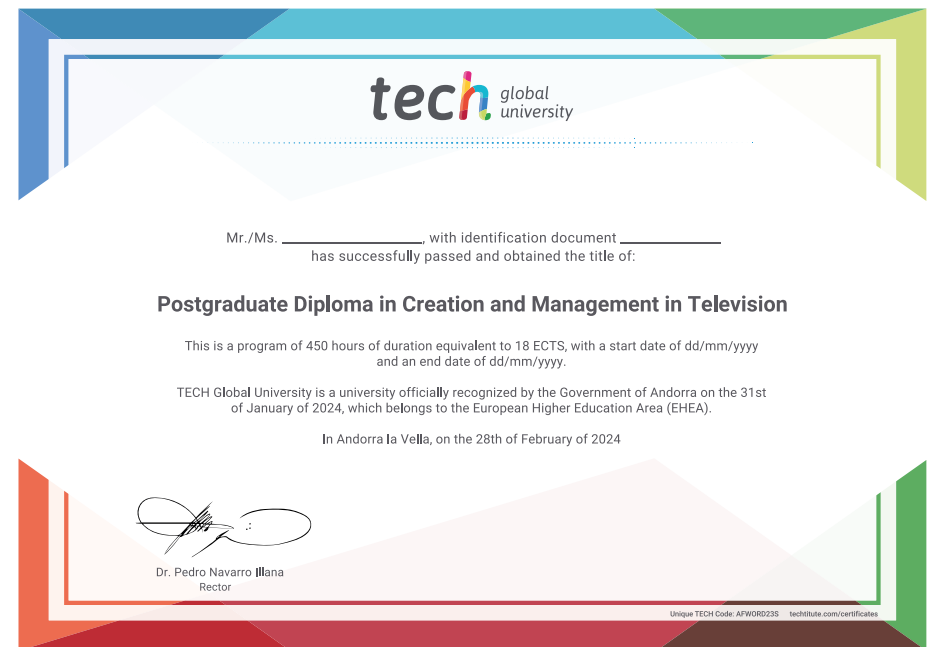 tech global university
Mr./Ms. ____________________, with identification document ______________
has successfully passed and obtained the title of:
Postgraduate Diploma in Creation and Management in Television
This is a program of 450 hours of duration equivalent to 18 ECTS, with a start date of dd/mm/yyyy
and an end date of dd/mm/yyyy.
TECH Global University is a university officially recognized by the Government of Andorra on the 31st
of January of 2024, which belongs to the European Higher Education Area (EHEA).
In Andorra la Vella, on the 28th of February of 2024
Dr. Pedro Navarro Illana
Rector
Unique TECH Code: AFWORD23S techtitute.com/certificates